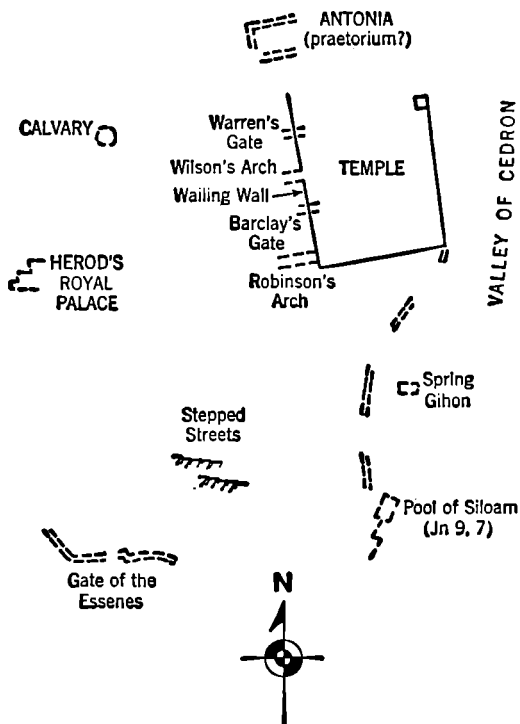 ANTONIA
(praetorium?)
CALVARY
Warren's
Gate
Wilson's Arch
Wailing Wall
Barclay's
Gate
Robinson's
Arch
TEMPLE
VALLEY OF CEDRON
HEROD'S
ROYAL
PALACE
Spring
Gihon
Stepped
Streets
Pool of Siloam
(Jn 9, 7)
Gate of the
Essenes
N